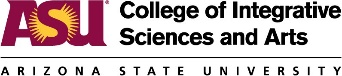 ASU College of Integrative
Sciences and Arts
ARIZONA STATE UNIVERSITY